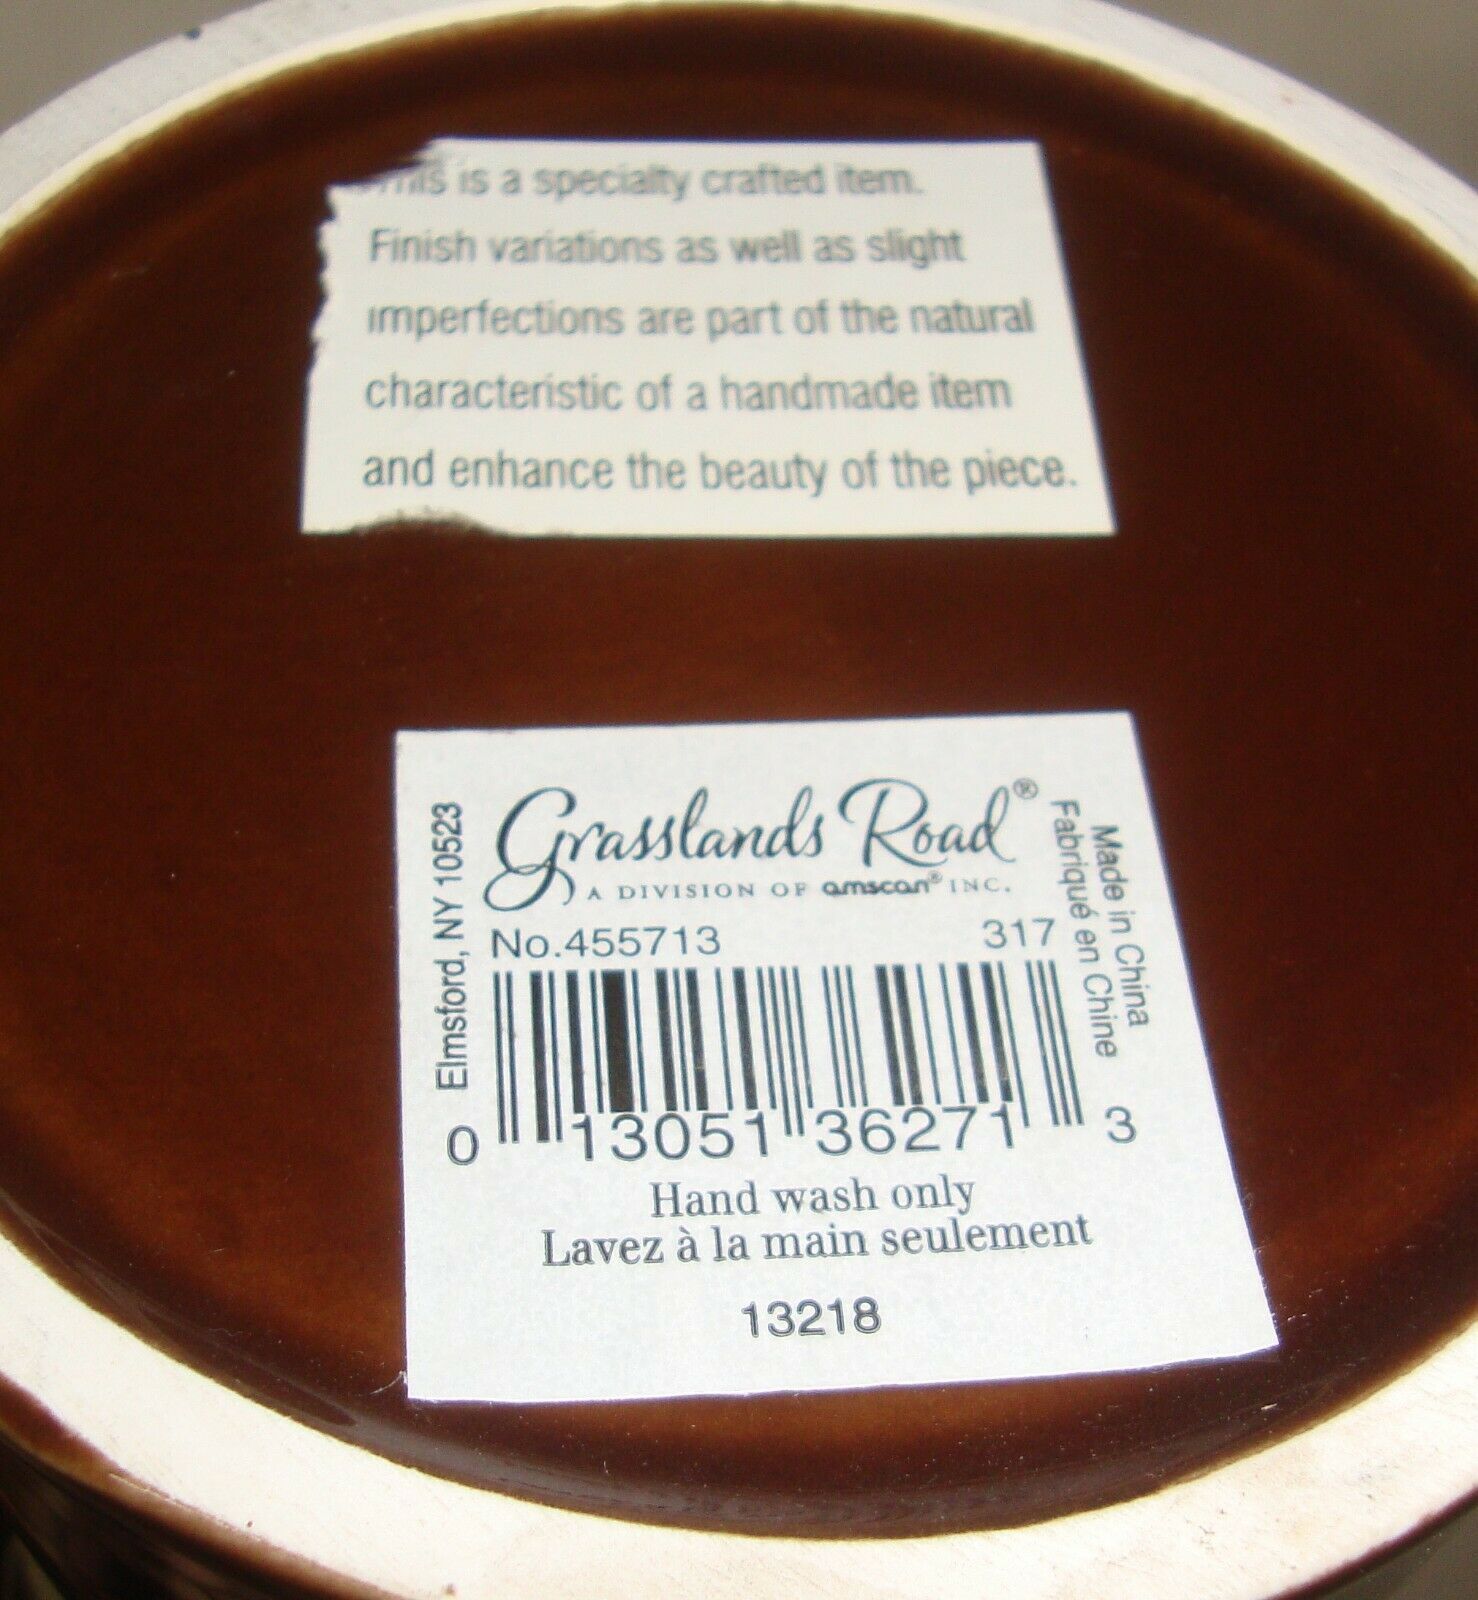 This is a specialty crafted item.
Finish variations as well as slight
imperfections are part of the natural
characteristic of a handmade item
and enhance the beauty of the piece.
Grasslands Road®
A DIVISION OF amscan® INC.
Elmsford, NY 10523
Made in China
Fabriqué en Chine
No.455713 317
0 13051 36271 3
Hand wash only
Lavez à la main seulement
13218